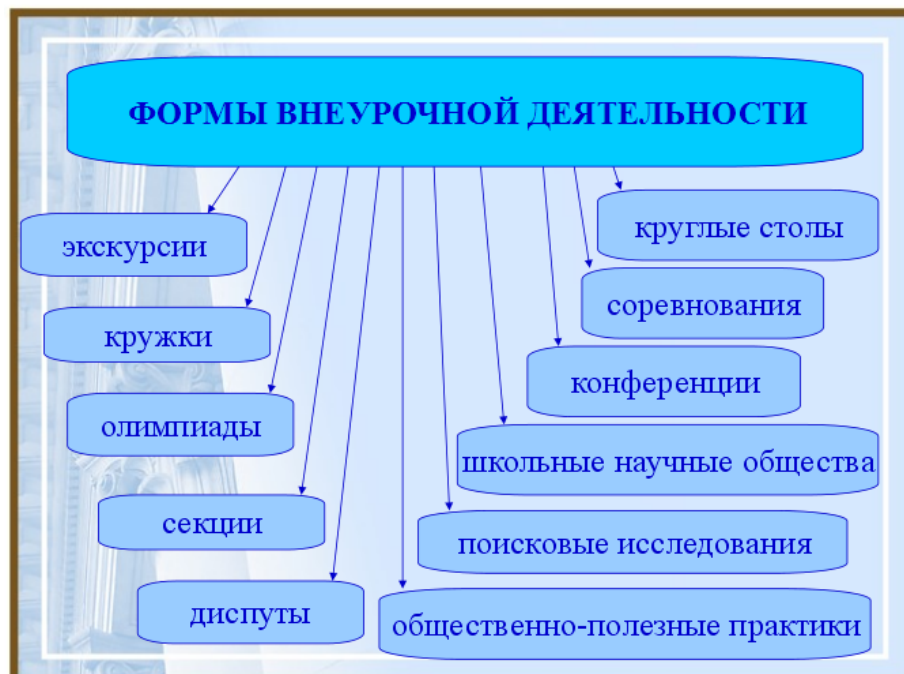 ФОРМЫ ВНЕУРОЧНОЙ ДЕЯТЕЛЬНОСТИ
экскурсии
кружки
олимпиады
секции
диспуты
круглые столы
соревнования
конференции
школьные научные общества
поисковые исследования
общественно-полезные практики